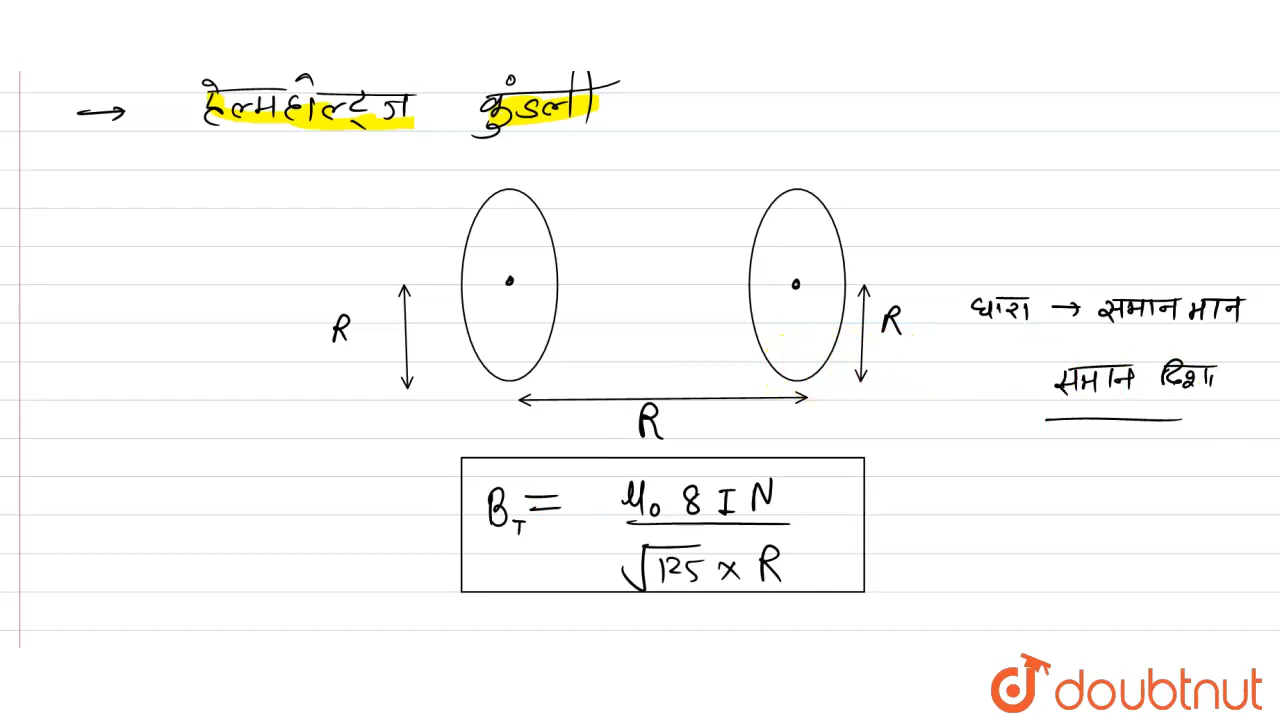 → हेल्महोल्ट्ज कुंडली
R
R
धारा → समान मान
समान दिशा
R
B_T = μ₀ 8 I N / √125 × R
doubtnut